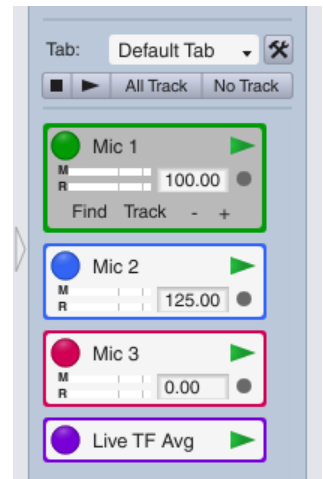 Tab: Default Tab
All Track No Track
Mic 1
M
R 100.00
Find Track - +
Mic 2
M
R 125.00
Mic 3
M
R 0.00
Live TF Avg